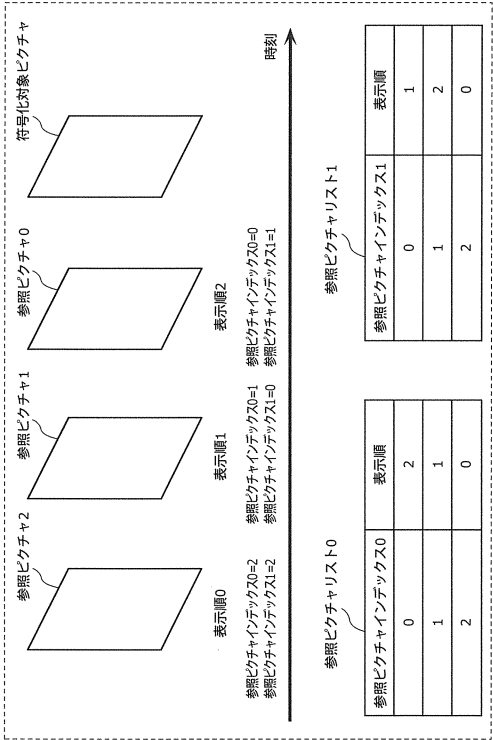 参照ピクチャ2
参照ピクチャ1
参照ピクチャ0
符号化対象ピクチャ
表示順0
表示順1
表示順2
参照ピクチャインデックス0=2
参照ピクチャインデックス1=2
参照ピクチャインデックス0=1
参照ピクチャインデックス1=0
参照ピクチャインデックス0=0
参照ピクチャインデックス1=1
時刻
参照ピクチャリスト0
参照ピクチャインデックス0 表示順
0 2
1 1
2 0
参照ピクチャリスト1
参照ピクチャインデックス1 表示順
0 1
1 2
2 0